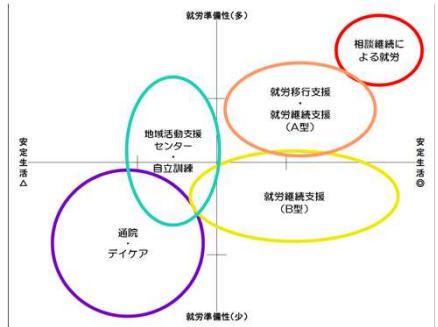 就労準備性(多)
相談継続に
よる就労
就労移行支援
・
就労継続支援
(A型)
地域活動支援
センター
・
自立訓練
安定生活△
安定生活◎
就労継続支援
(B型)
通院
・
デイケア
就労準備性(少)